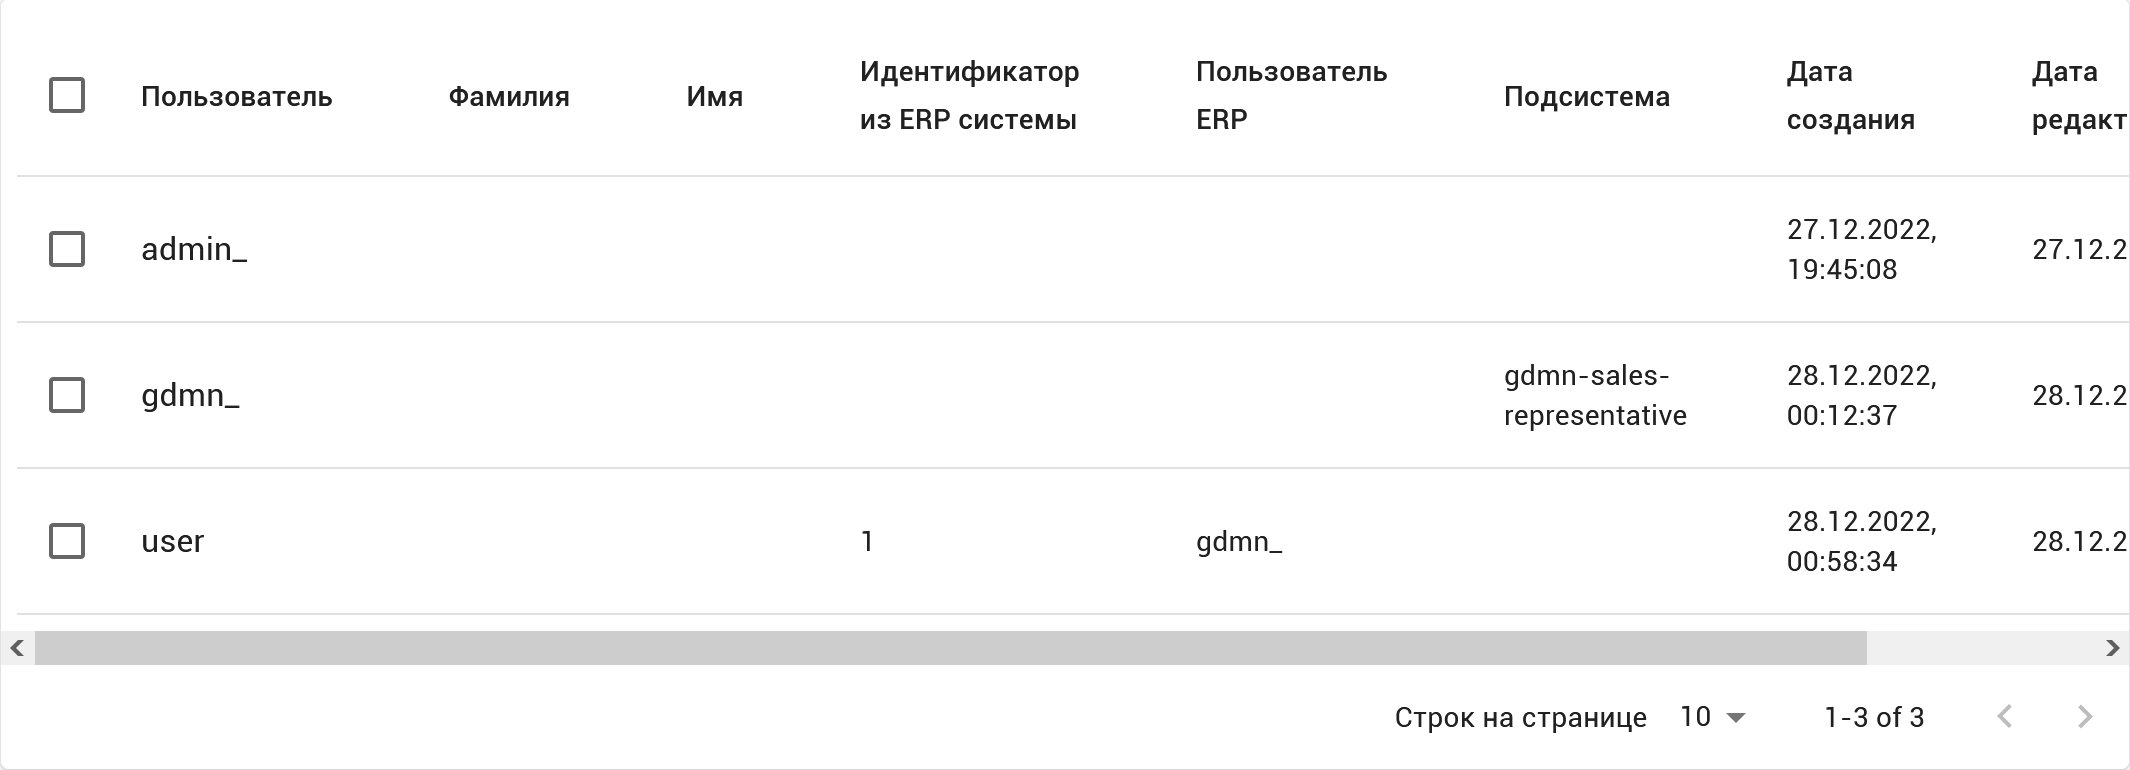 Пользователь
Фамилия
Имя
Идентификатор
из ERP системы
Пользователь
ERP
Подсистема
Дата
создания
Дата
редакт
admin_
27.12.2022,
19:45:08
27.12.2
gdmn_
gdmn-sales-
representative
28.12.2022,
00:12:37
28.12.2
user
1
gdmn_
28.12.2022,
00:58:34
28.12.2
Строк на странице
10
1-3 of 3